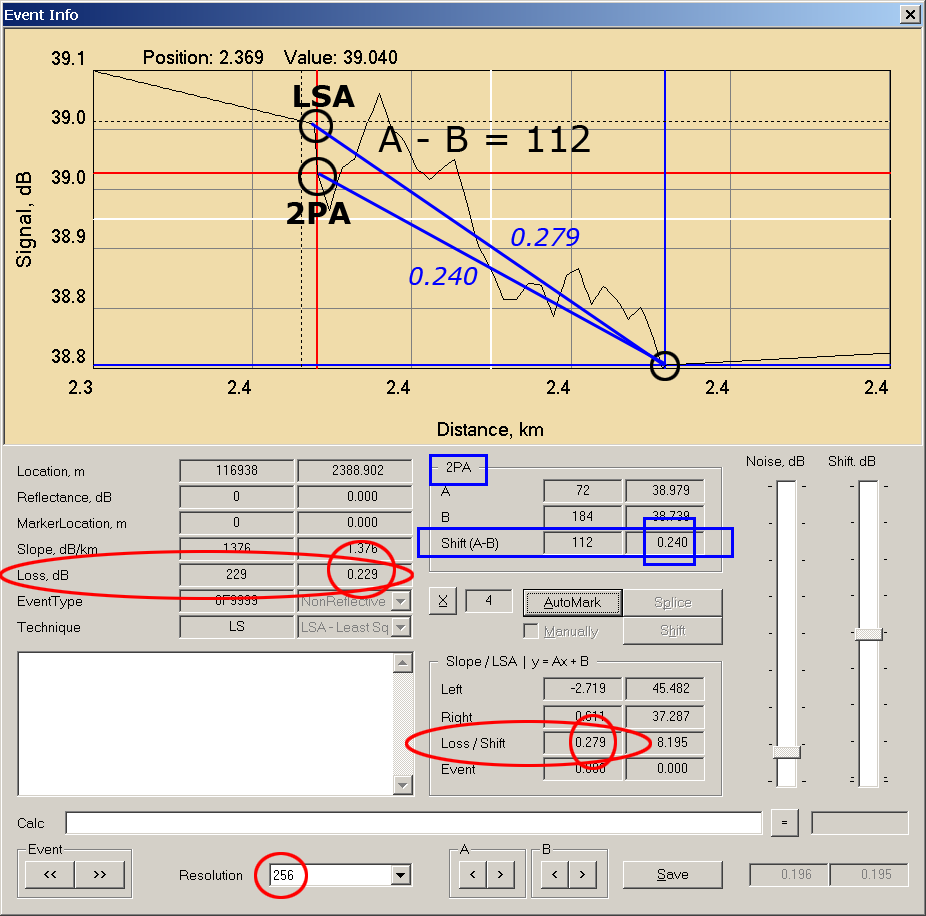 Event Info
Position: 2.369 Value: 39.040
39.1
39.0
39.0
38.9
38.8
38.8
Signal, dB
LSA
A - B = 112
2PA
0.279
0.240
2.3 2.4 2.4 2.4 2.4 2.4
Distance, km
Location, m 116938 2388.902
Reflectance, dB 0 0.000
MarkerLocation, m 0 0.000
Slope, dB/km 1376 1.376
Loss, dB 229 0.229
EventType 0F9999 NonReflective
Technique LS LSA - Least Sq
2PA
A 72 38.979
B 184 38.739
Shift (A-B) 112 0.240
X 4 AutoMark Splice
Manually Shift
Slope / LSA | y = Ax + B
Left -2.719 45.482
Right 0.611 37.287
Loss / Shift 0.279 8.195
Event 0.000 0.000
Noise, dB Shift. dB
Calc =
Event
<< >>
Resolution 256
A
< >
B
< >
Save 0.196 0.195